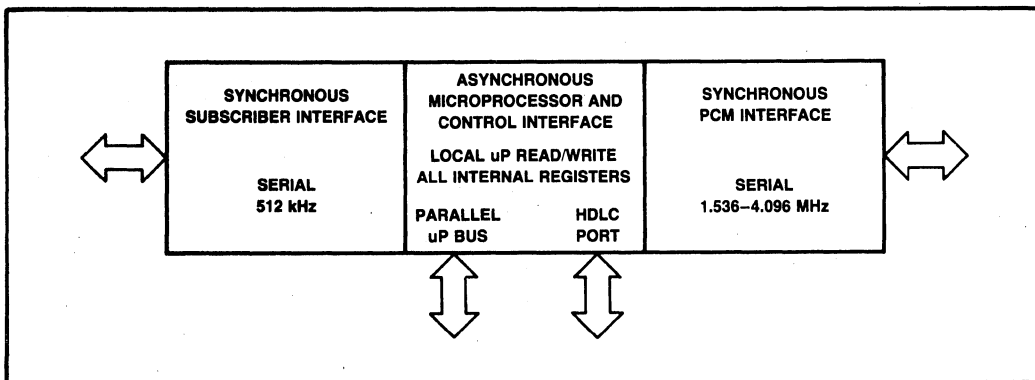 SYNCHRONOUS
SUBSCRIBER INTERFACE
SERIAL
512 kHz
ASYNCHRONOUS
MICROPROCESSOR AND
CONTROL INTERFACE
LOCAL uP READ/WRITE
ALL INTERNAL REGISTERS
PARALLEL
uP BUS
HDLC
PORT
SYNCHRONOUS
PCM INTERFACE
SERIAL
1.536–4.096 MHz